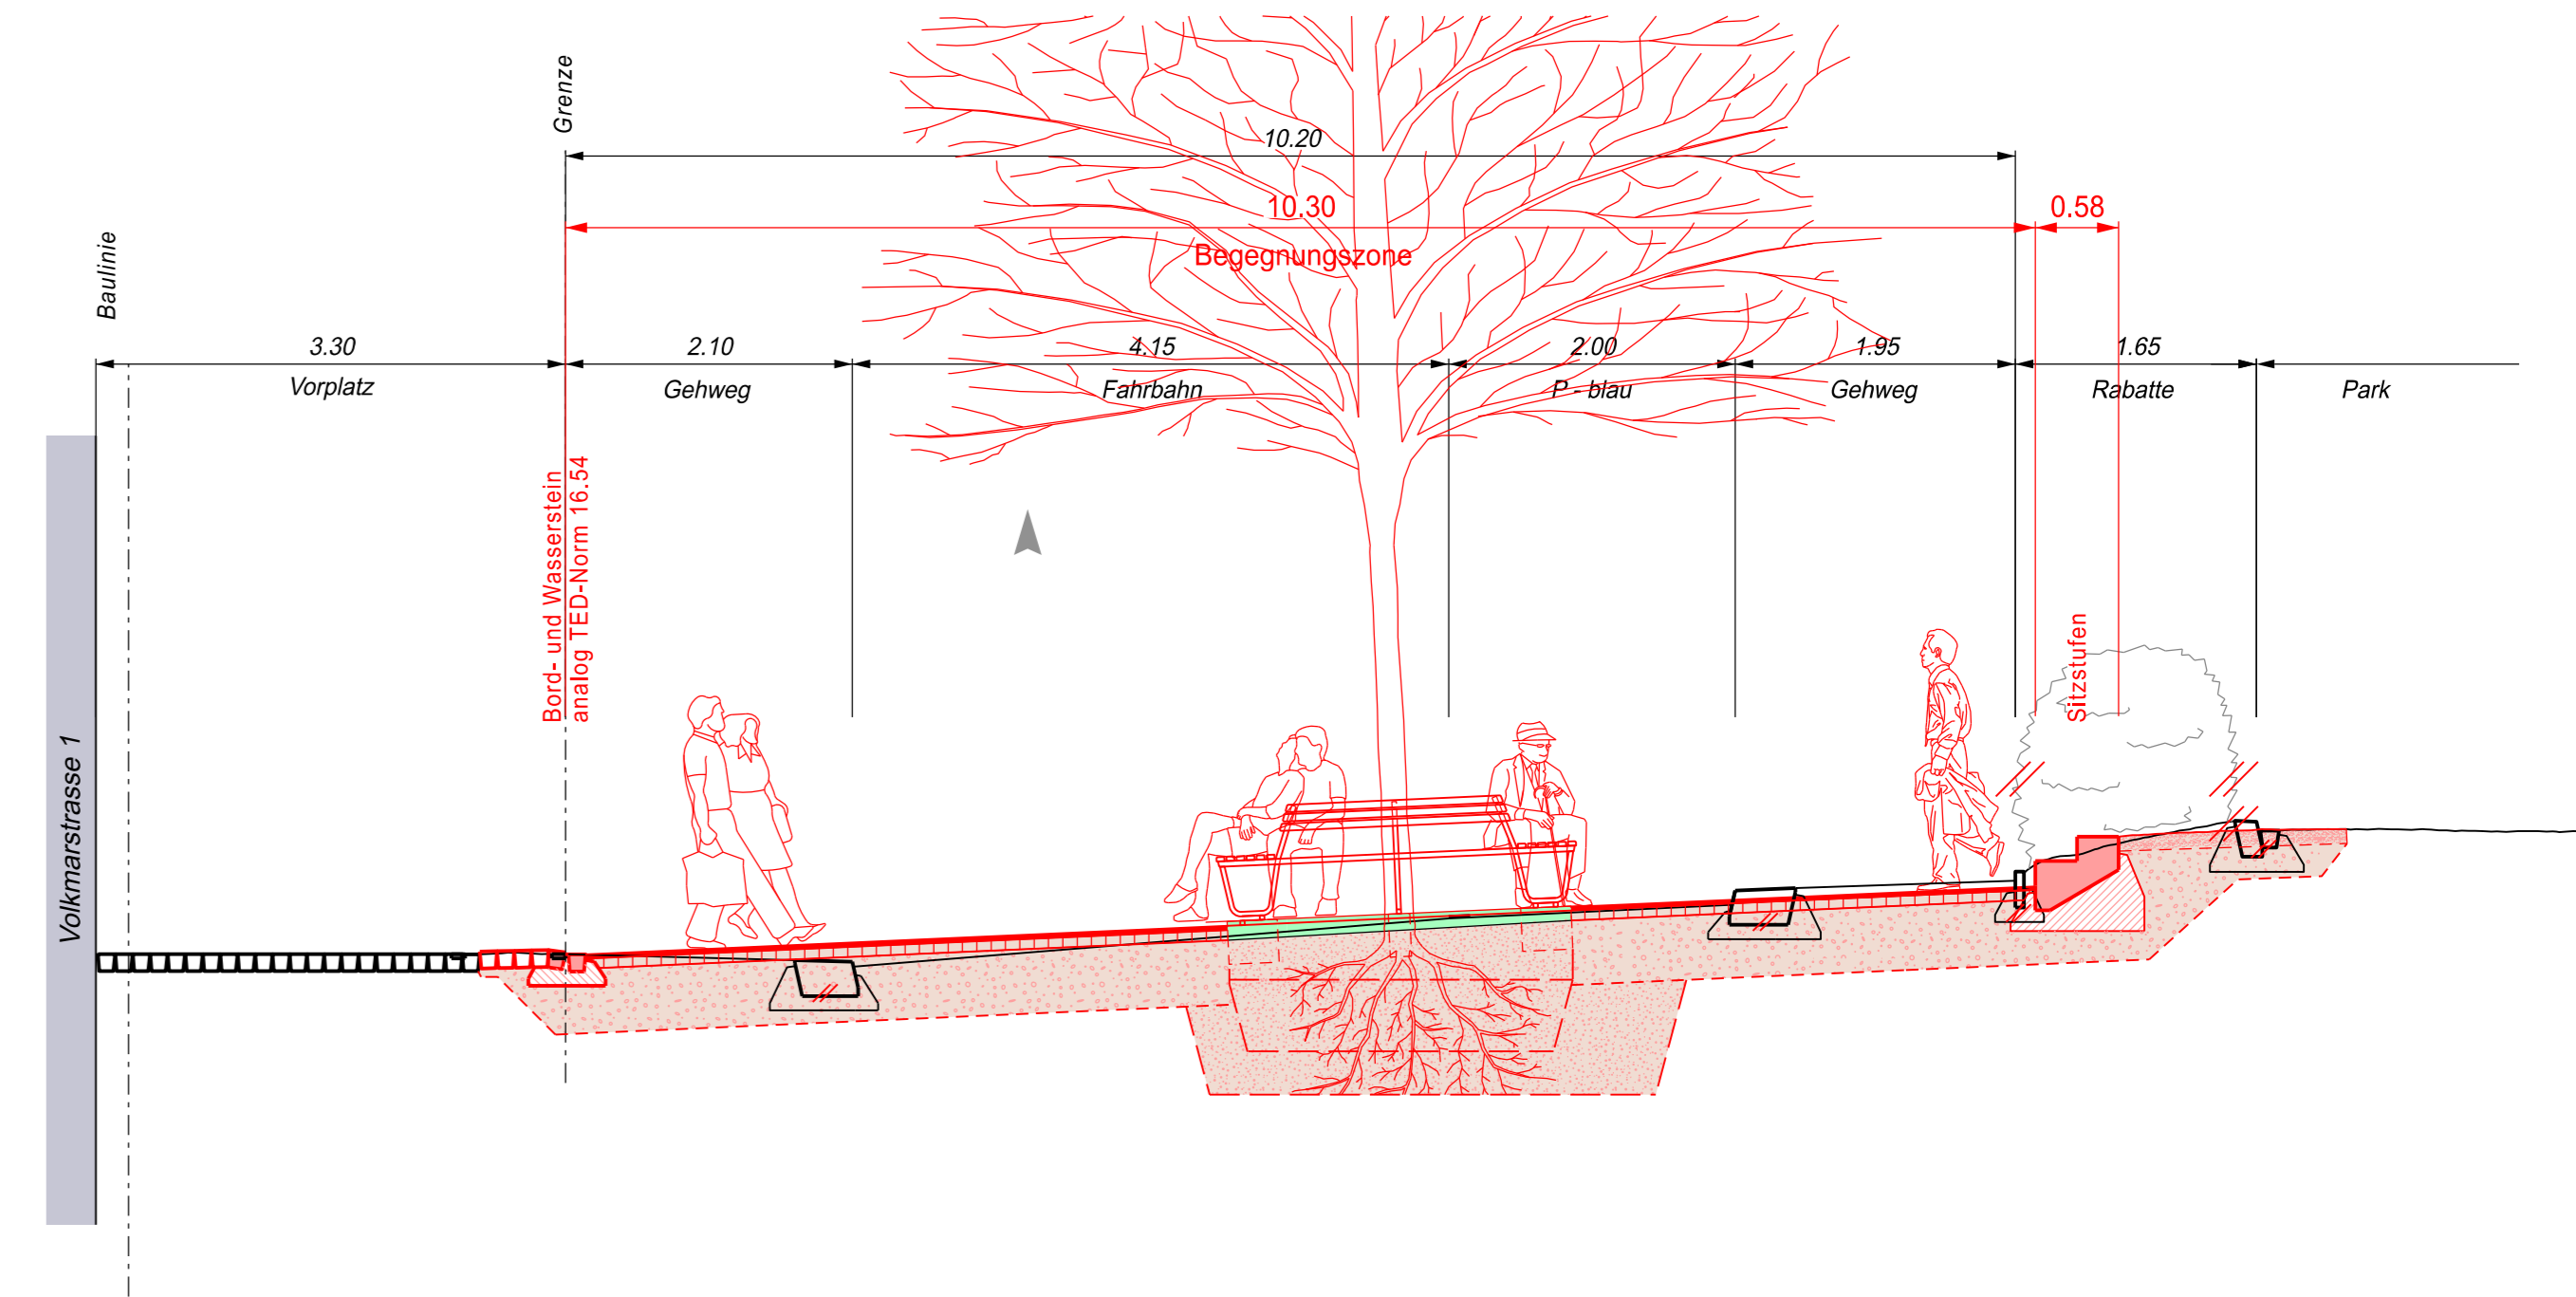 Grenze
10.20
10.30
0.58
Begegnungszone
Baulinie
3.30
2.10
4.15
2.00
1.95
1.65
Vorplatz
Gehweg
Fahrbahn
P - blau
Gehweg
Rabatte
Park
Bord- und Wasserstein
analog TED-Norm 16.54
Sitzstufen
Volkmarstrasse 1